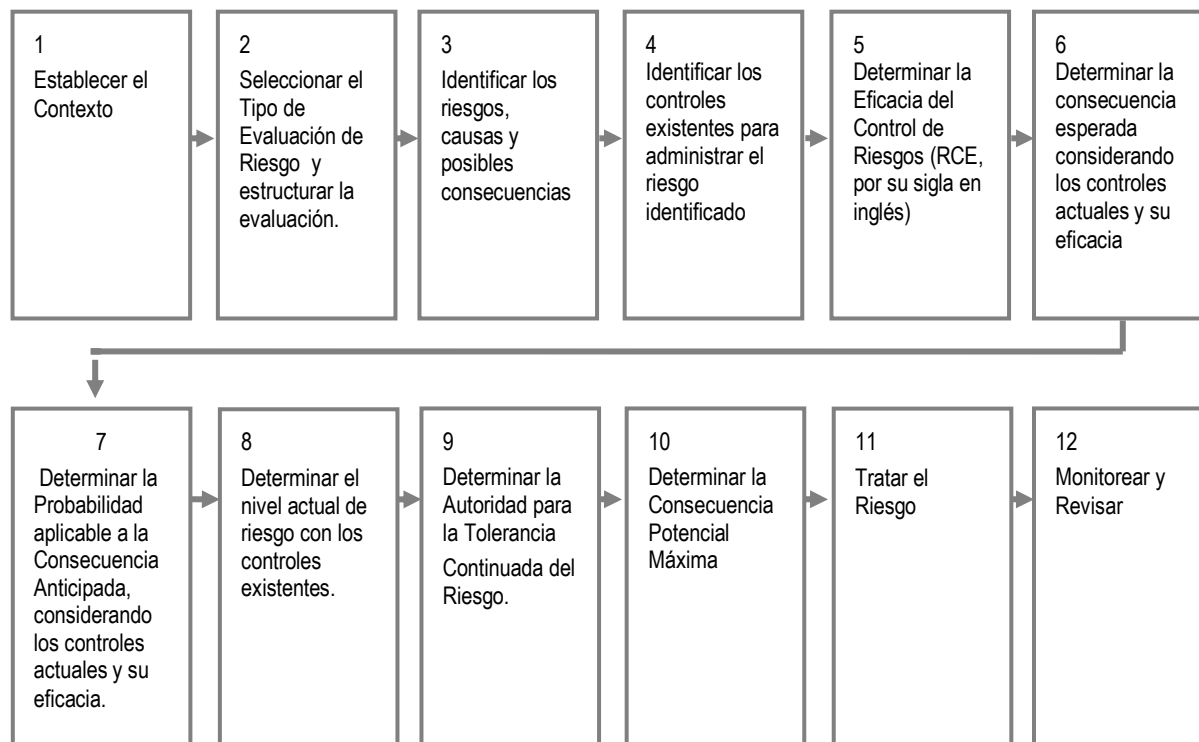 1
Establecer el
Contexto
2
Seleccionar el
Tipo de
Evaluación de
Riesgo y
estructurar la
evaluación.
3
Identificar los
riesgos,
causas y
posibles
consecuencias
4
Identificar los
controles
existentes para
administrar el
riesgo
identificado
5
Determinar la
Eficacia del
Control de
Riesgos (RCE,
por su sigla en
inglés)
6
Determinar la
consecuencia
esperada
considerando
los controles
actuales y su
eficacia
7
Determinar la
Probabilidad
aplicable a la
Consecuencia
Anticipada,
considerando
los controles
actuales y su
eficacia.
8
Determinar el
nivel actual de
riesgo con los
controles
existentes.
9
Determinar la
Autoridad para
la Tolerancia
Continuada del
Riesgo.
10
Determinar la
Consecuencia
Potencial
Máxima
11
Tratar el
Riesgo
12
Monitorear y
Revisar